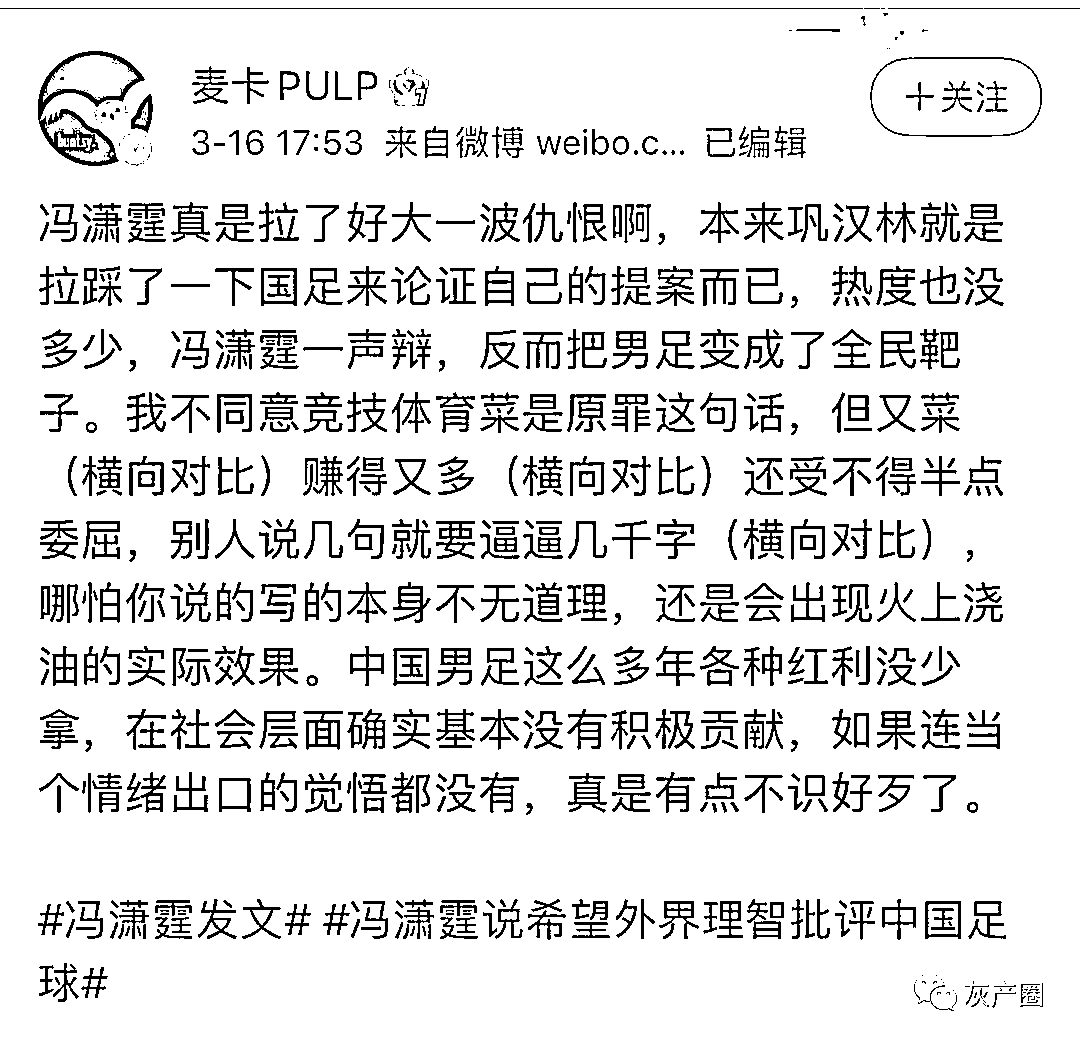 麦卡PULP
+关注
3-16 17:53 来自微博 weibo.c... 已编辑
冯潇霆真是拉了好大一波仇恨啊，本来巩汉林就是
拉踩了一下国足来论证自己的提案而已，热度也没
多少，冯潇霆一声辩，反而把男足变成了全民靶
子。我不同意竞技体育菜是原罪这句话，但又菜
（横向对比）赚得又多（横向对比）还受不得半点
委屈，别人说几句就要逼逼几千字（横向对比），
哪怕你说的写的本身不无道理，还是会出现火上浇
油的实际效果。中国男足这么多年各种红利没少
拿，在社会层面确实基本没有积极贡献，如果连当
个情绪出口的觉悟都没有，真是有点不识好歹了。
#冯潇霆发文# #冯潇霆说希望外界理智批评中国足
球#
灰产圈